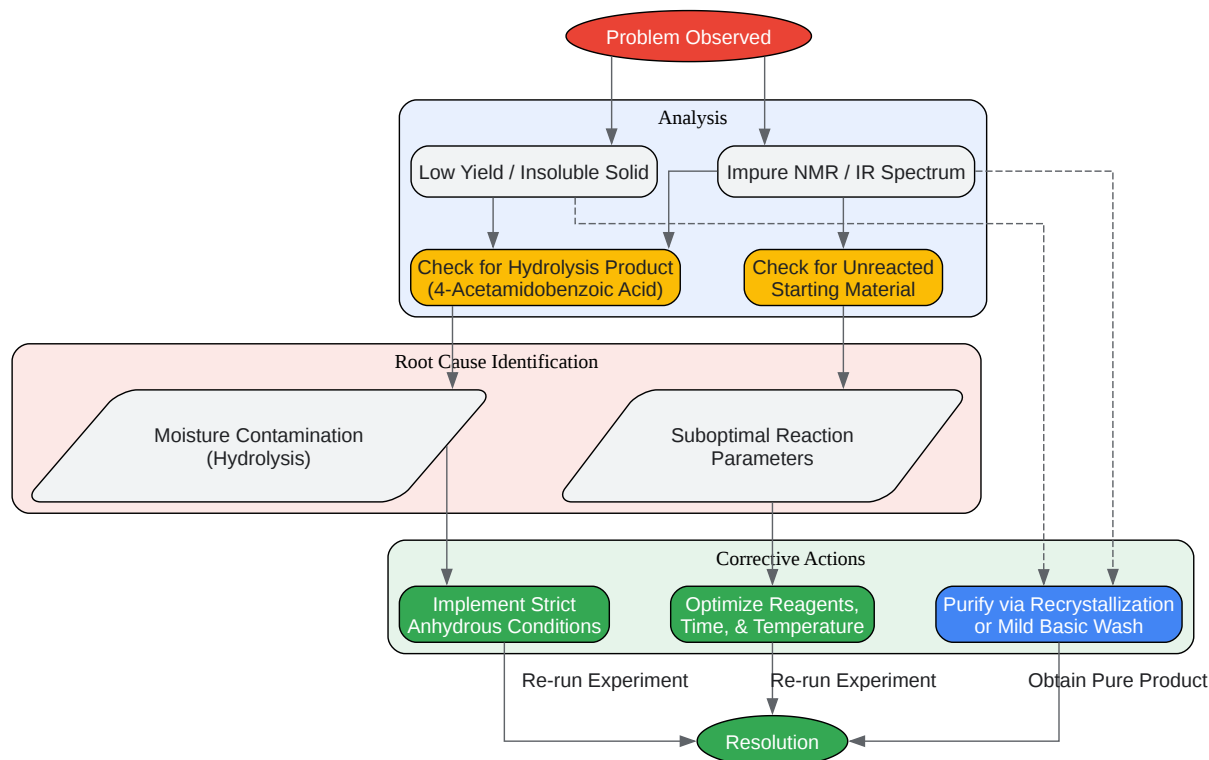 Problem Observed
Analysis
Low Yield / Insoluble Solid
Impure NMR / IR Spectrum
Check for Hydrolysis Product
(4-Acetamidobenzoic Acid)
Check for Unreacted
Starting Material
Root Cause Identification
Moisture Contamination
(Hydrolysis)
Suboptimal Reaction
Parameters
Corrective Actions
Implement Strict
Anhydrous Conditions
Optimize Reagents,
Time, & Temperature
Purify via Recrystallization
or Mild Basic Wash
Re-run Experiment
Re-run Experiment
Obtain Pure Product
Resolution